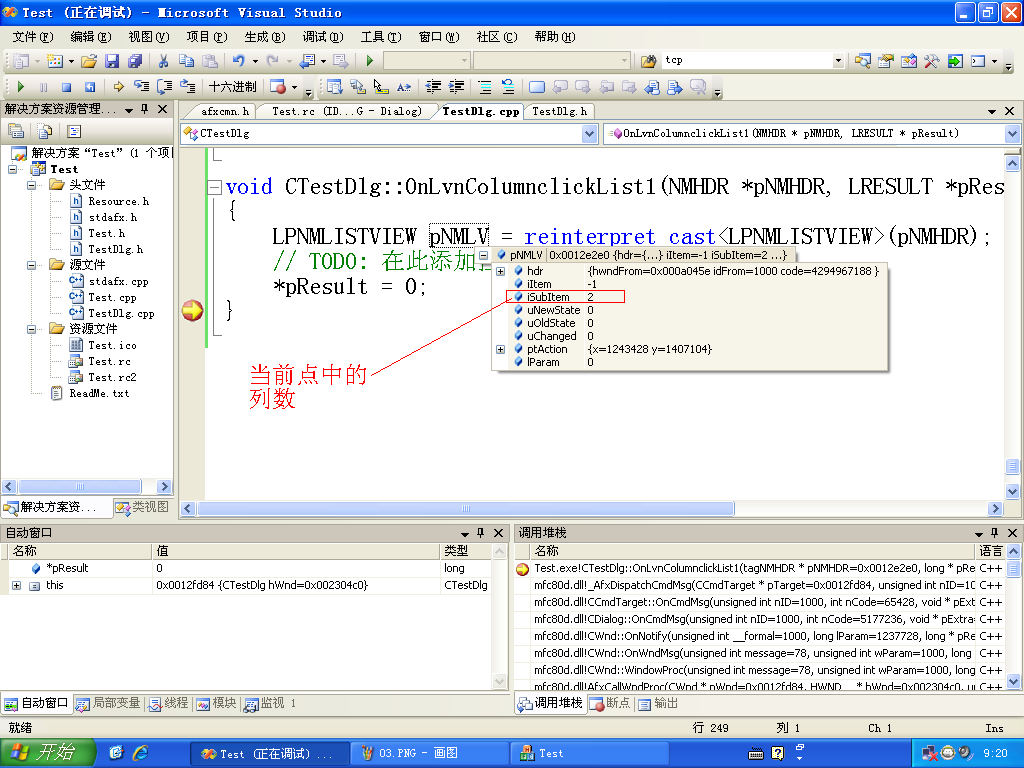 Test (正在调试) - Microsoft Visual Studio
文件(F) 编辑(E) 视图(V) 项目(P) 生成(B) 调试(D) 工具(T) 窗口(W) 社区(C) 帮助(H)
tcp
十六进制
解决方案资源管理...
afxcmn.h Test.rc (ID...G - Dialog) TestDlg.cpp TestDlg.h
CTestDlg
OnLvnColumnclickList1(NMHDR * pNMHDR, LRESULT * pResult)
解决方案“Test”(1 个项目
Test
头文件
Resource.h
stdafx.h
Test.h
TestDlg.h
源文件
stdafx.cpp
Test.cpp
TestDlg.cpp
资源文件
Test.ico
Test.rc
Test.rc2
ReadMe.txt
void CTestDlg::OnLvnColumnclickList1(NMHDR *pNMHDR, LRESULT *pRes
{
LPNMLISTVIEW pNMLV = reinterpret_cast<LPNMLISTVIEW>(pNMHDR);
// TODO: 在此添加
*pResult = 0;
}
pNMLV 0x0012e2e0 {hdr={...} iItem=-1 iSubItem=2 ...}
hdr {hwndFrom=0x000a045e idFrom=1000 code=4294967188 }
iItem -1
iSubItem 2
uNewState 0
uOldState 0
uChanged 0
ptAction {x=1243428 y=1407104}
lParam 0
当前点中的
列数
解决方案资... 类视图
自动窗口
名称 值 类型
*pResult 0 long
this 0x0012fd84 {CTestDlg hWnd=0x002304c0} CTestDlg
自动窗口 局部变量 线程 模块 监视 1
调用堆栈
名称 语言
Test.exe!CTestDlg::OnLvnColumnclickList1(tagNMHDR * pNMHDR=0x0012e2e0, long * pRe C++
mfc80d.dll!_AfxDispatchCmdMsg(CCmdTarget * pTarget=0x0012fd84, unsigned int nID=10 C++
mfc80d.dll!CCmdTarget::OnCmdMsg(unsigned int nID=1000, int nCode=65428, void * pExt C++
mfc80d.dll!CDialog::OnCmdMsg(unsigned int nID=1000, int nCode=5177236, void * pExtra= C++
mfc80d.dll!CWnd::OnNotify(unsigned int __formal=1000, long lParam=1237728, long * pRe C++
mfc80d.dll!CWnd::OnWndMsg(unsigned int message=78, unsigned int wParam=1000, long C++
mfc80d.dll!CWnd::WindowProc(unsigned int message=78, unsigned int wParam=1000, long C++
mfc80d.dll!AfxCallWndProc(CWnd * pWnd=0x0012fd84, HWND__ * hWnd=0x002304c0, u C++
调用堆栈 断点 输出
就绪 行 249 列 1 Ch 1 Ins
开始 Test (正在调试) ... 03.PNG - 画图 Test 9:20